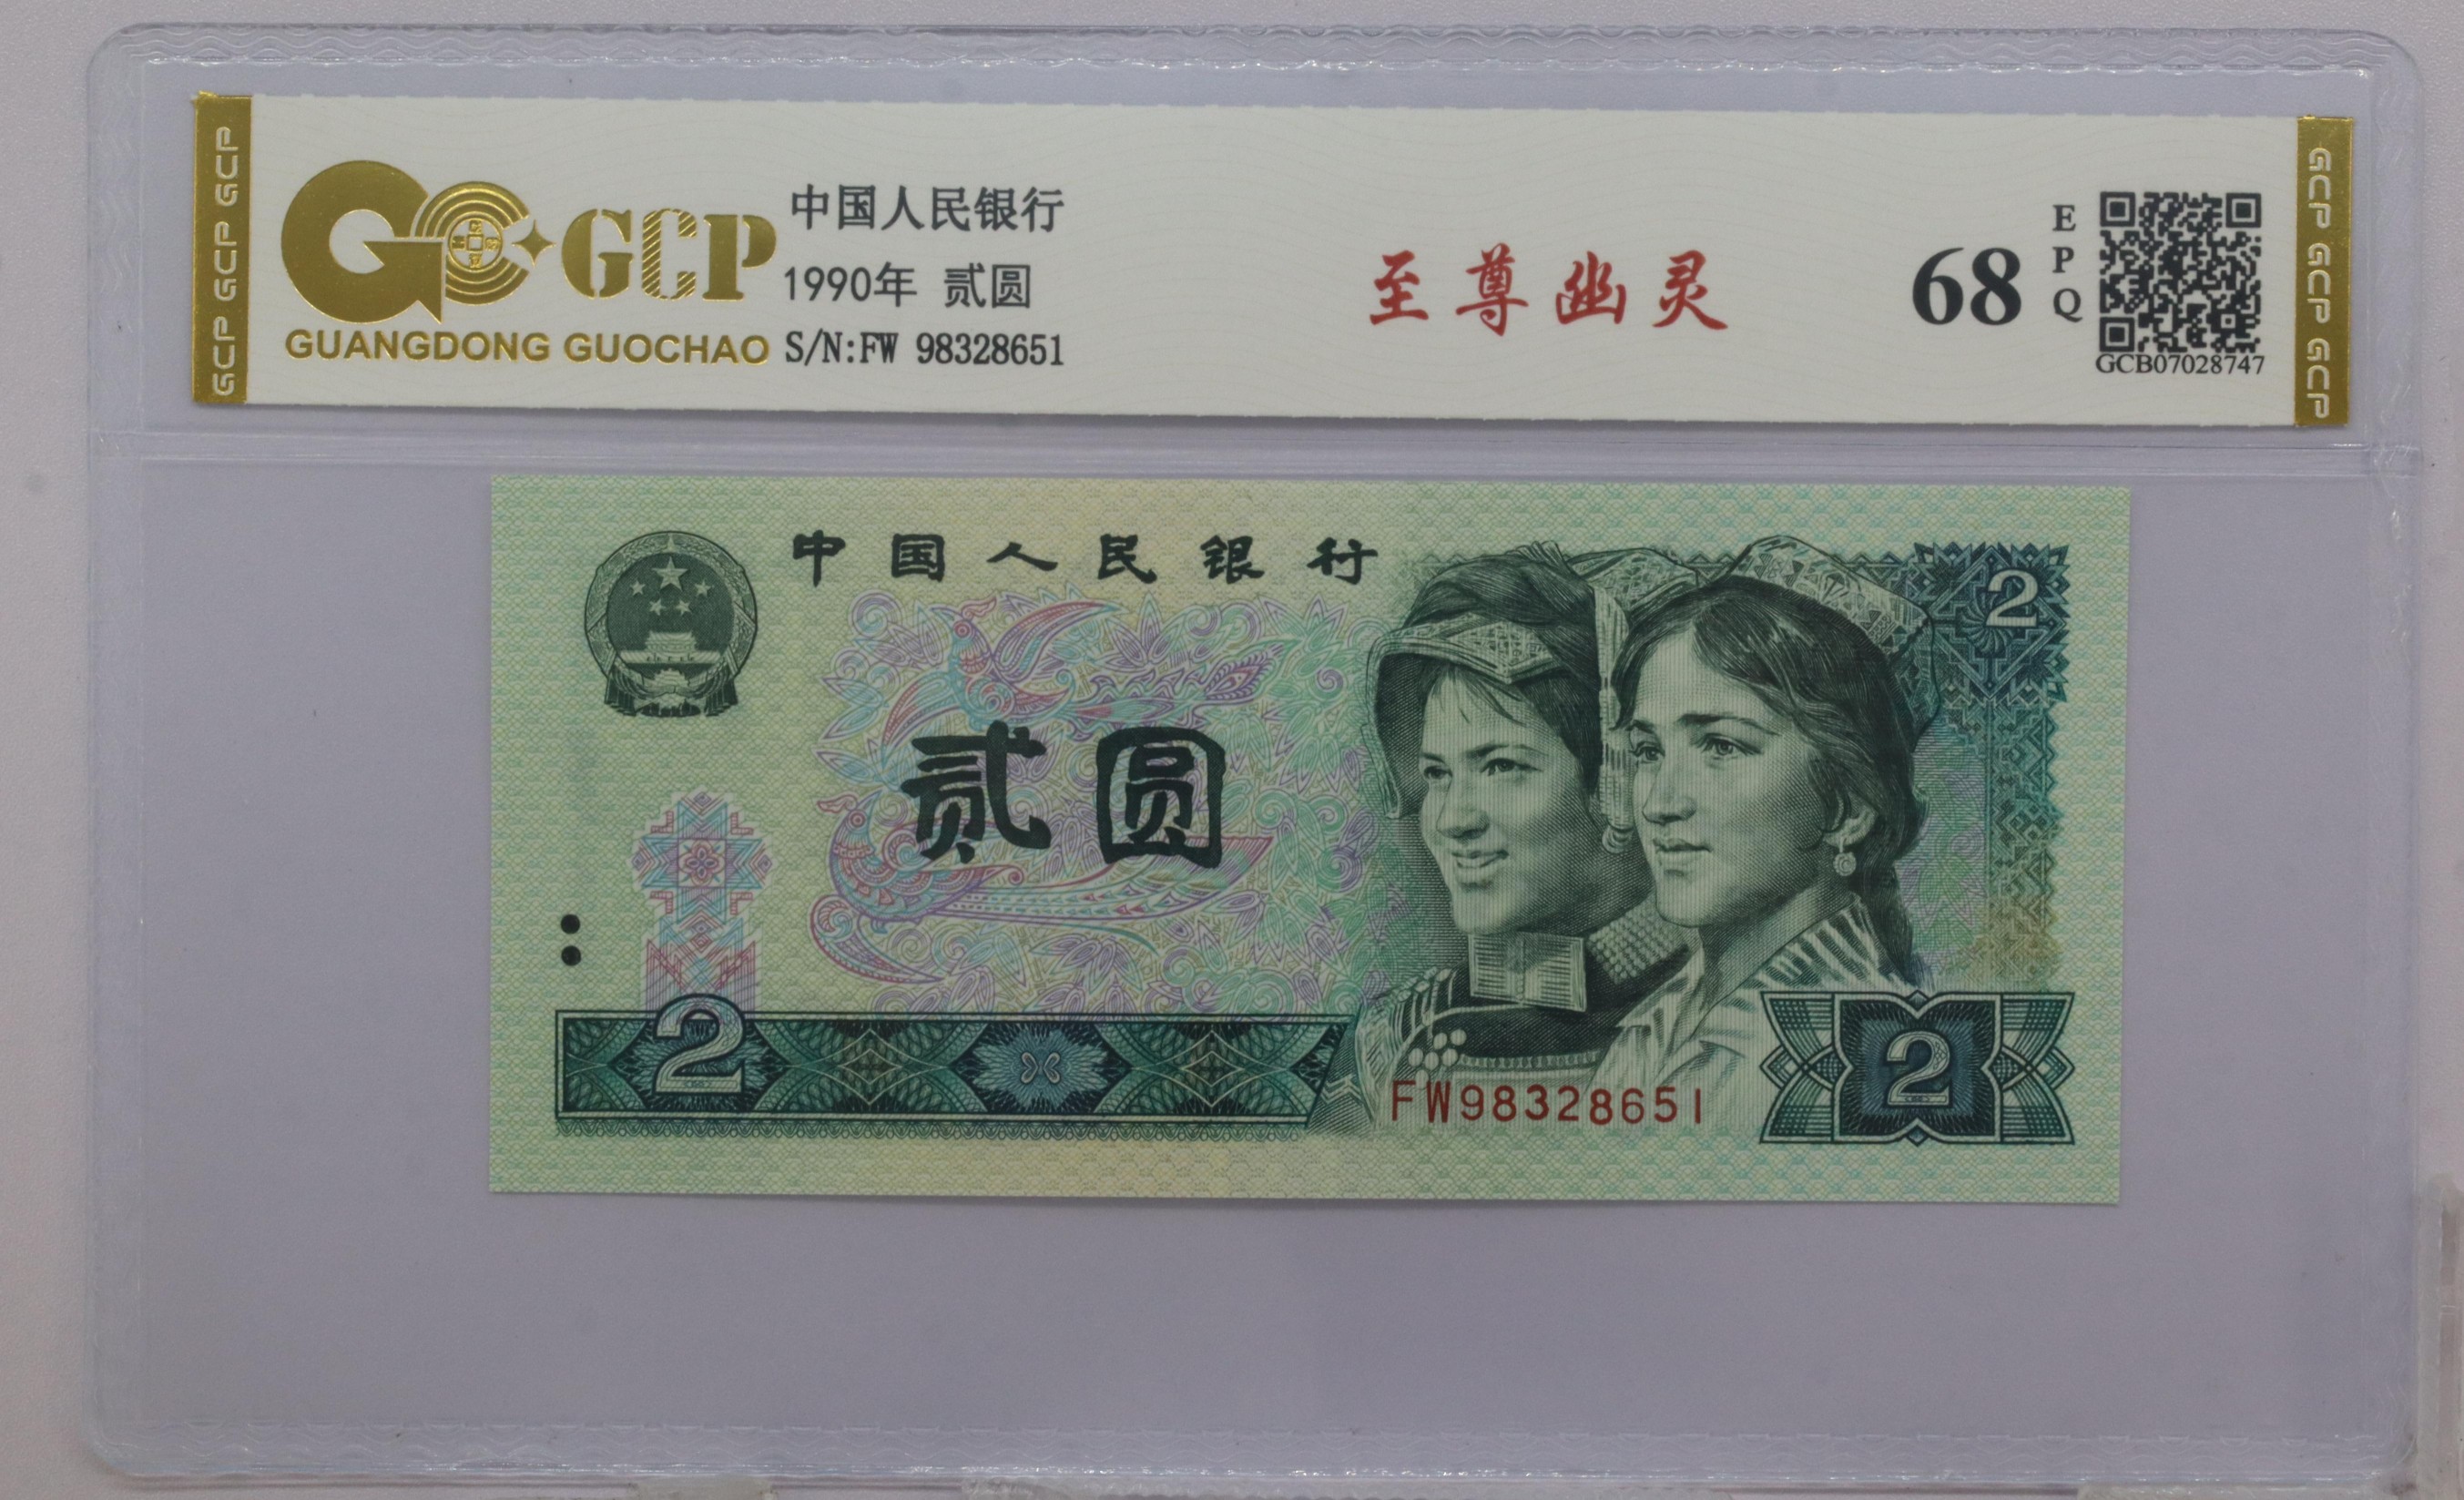 GCP GCP GCP
GCP
GUANGDONG GUOCHAO
中国人民银行
1990年 贰圆
S/N:FW 98328651
至尊幽灵
68
EPQ
GCB07028747
GCP GCP GCP
中国人民银行
2
贰圆
2
FW98328651
2